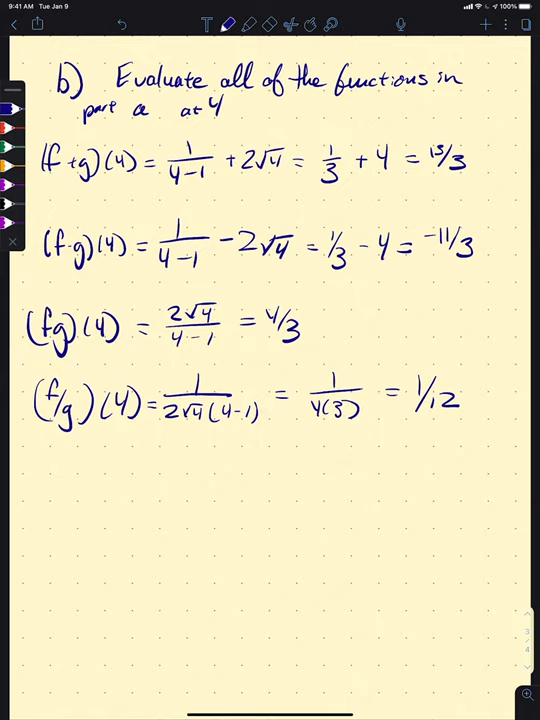 9:41 AM Tue Jan 9
100%
b) Evaluate all of the functions in
part a at 4
(f+g)(4) = 1/(4-1) + 2√4 = 1/3 + 4 = 13/3
(f-g)(4) = 1/(4-1) - 2√4 = 1/3 - 4 = -11/3
(fg)(4) = 2√4/(4-1) = 4/3
(f/g)(4) = 1/(2√4(4-1)) = 1/(4(3)) = 1/12
3
4